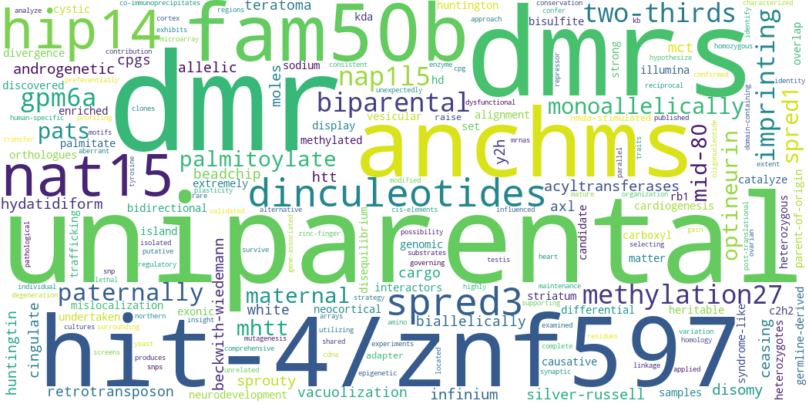 co-immunoprecipitates
analyze cystic
cortex
exhibits
microarray
hip14 fam50b dmrs
teratoma
regions
kda huntington
bisulfite
two-thirds
conservation
kb
characterized
identify
approach
confer
hypothesize
homozygous
divergence cpgs
contribution cpg
androgenetic
discovered
allelic sodium
unexpectedly
enzyme
consistent
nap1l5 hd
mct
illumina
strong
repressor
reciprocal
confirmed
overlap
imprinting
gpm6a enriched
preferentially
clones
dmr
moles
biparental
dysfunctional
vesicular raise
nmda-stimulated published
monoallelically
human-specific
profiling
pats motifs
transfer aberrant
display alignment
methylated set
y2h
mrnas
parallel
traits
domain-containing
identity
extent
spred1
orthologues palmitate
palmitoylate
anchms
mid-80
optineurin
oligonucleotide
nat15
beadchip htt
extremely
dinculeotides
acyltransferases
axl
rb1
cardiogenesis
catalyze
hydatidiform
tyrosine
plasticity
rare
modified
mature
organization
bidirectional
island
isolated
putative
regulatory
uniparental
validated
alternative
cis-elements
influenced
carboxyl
candidate
matter
post-translational
ovarian
heterozygous
parent-of-origin
pathological
trafficking
snp
lethal
individual
degeneration
zinc-finger
gene-associated
survive
disequilibrium
genomic
cargo
possibility
substrates
governing
testis
selecting
gain
located
heart
maintenance
paternally
maternal
interactors
highly
striatum
methylation27
mislocalization
undertaken
exonic
white
neocortical
insight
strategy
supporting
spred3
differential
heritable
c2h2
huntingtin
cingulate
cultures surrounding
northern
beckwith-wiedemann
mhtt
arrays
utilizing
biallelically
amino
examined
complete
causative
variation
homology
syndrome-like
ceasing
heterozygotes
germline-derived
hit-4/znf597
screens yeast
produces
snps
sprouty
mutagenesis
comprehensive
unrelated
shared
cdna
epigenetic
experiments
adapter
residues
synaptic
linkage
applied
retrotransposon
neurodevelopment
vacuolization
infinium
silver-russell
samples
disomy